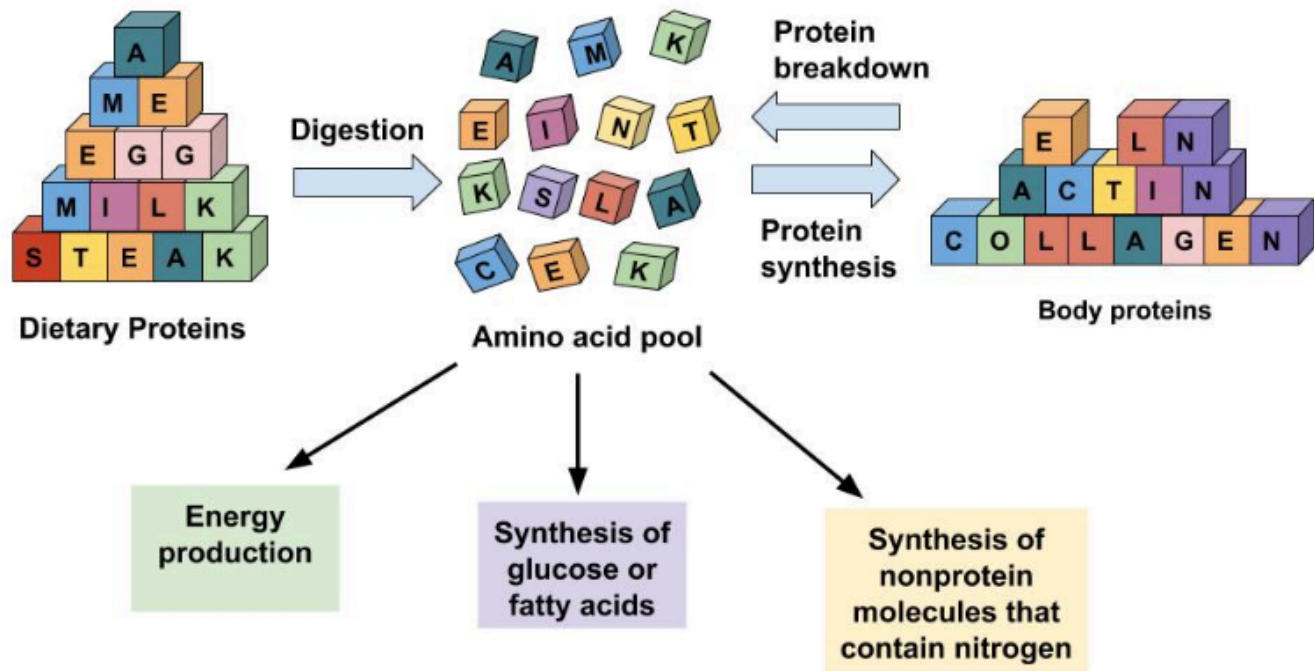 A
M E
E G G
M I L K
S T E A K
Dietary Proteins
Digestion
A M K
E I N T
K S L A
C E K
Amino acid pool
Protein
breakdown
Protein
synthesis
E L N
A C T I N
C O L L A G E N
Body proteins
Energy
production
Synthesis of
glucose or
fatty acids
Synthesis of
nonprotein
molecules that
contain nitrogen